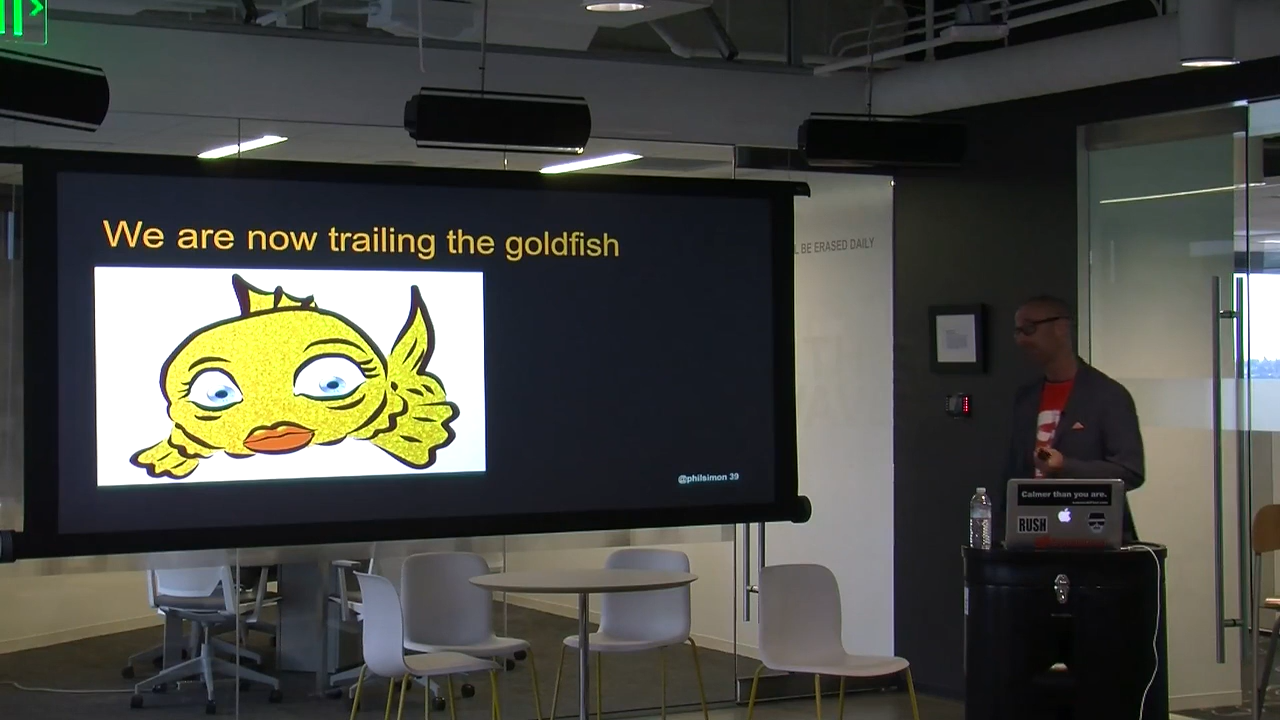 We are now trailing the goldfish
L BE ERASED DAILY
@philsimon 39
Calmer than you are.
RUSH